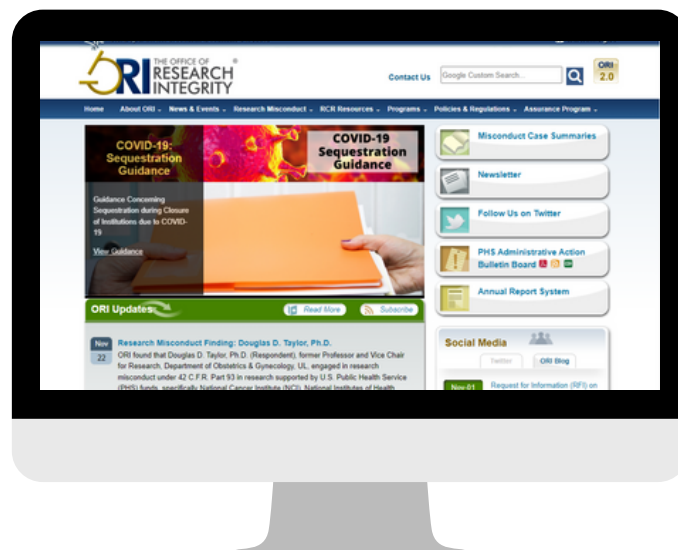 THE OFFICE OF
ORI RESEARCH ®
INTEGRITY
Contact Us
Google Custom Search...
ORI
2.0
Home About ORI News & Events Research Misconduct RCR Resources Programs Policies & Regulations Assurance Program
COVID-19:
Sequestration
Guidance
COVID-19
Sequestration
Guidance
Guidance Concerning
Sequestration during Closure
of Institutions due to COVID-
19
View Guidance
Misconduct Case Summaries
Newsletter
Follow Us on Twitter
PHS Administrative Action
Bulletin Board
Annual Report System
ORI Updates
Read More
Subscribe
Nov
22
Research Misconduct Finding: Douglas D. Taylor, Ph.D.
ORI found that Douglas D. Taylor, Ph.D. (Respondent), former Professor and Vice Chair
for Research, Department of Obstetrics & Gynecology, UL, engaged in research
misconduct under 42 C.F.R. Part 93 in research supported by U.S. Public Health Service
(PHS) funds, specifically National Cancer Institute (NCI), National Institutes of Health
Social Media
Twitter
ORI Blog
Nov-01
Request for Information (RFI) on